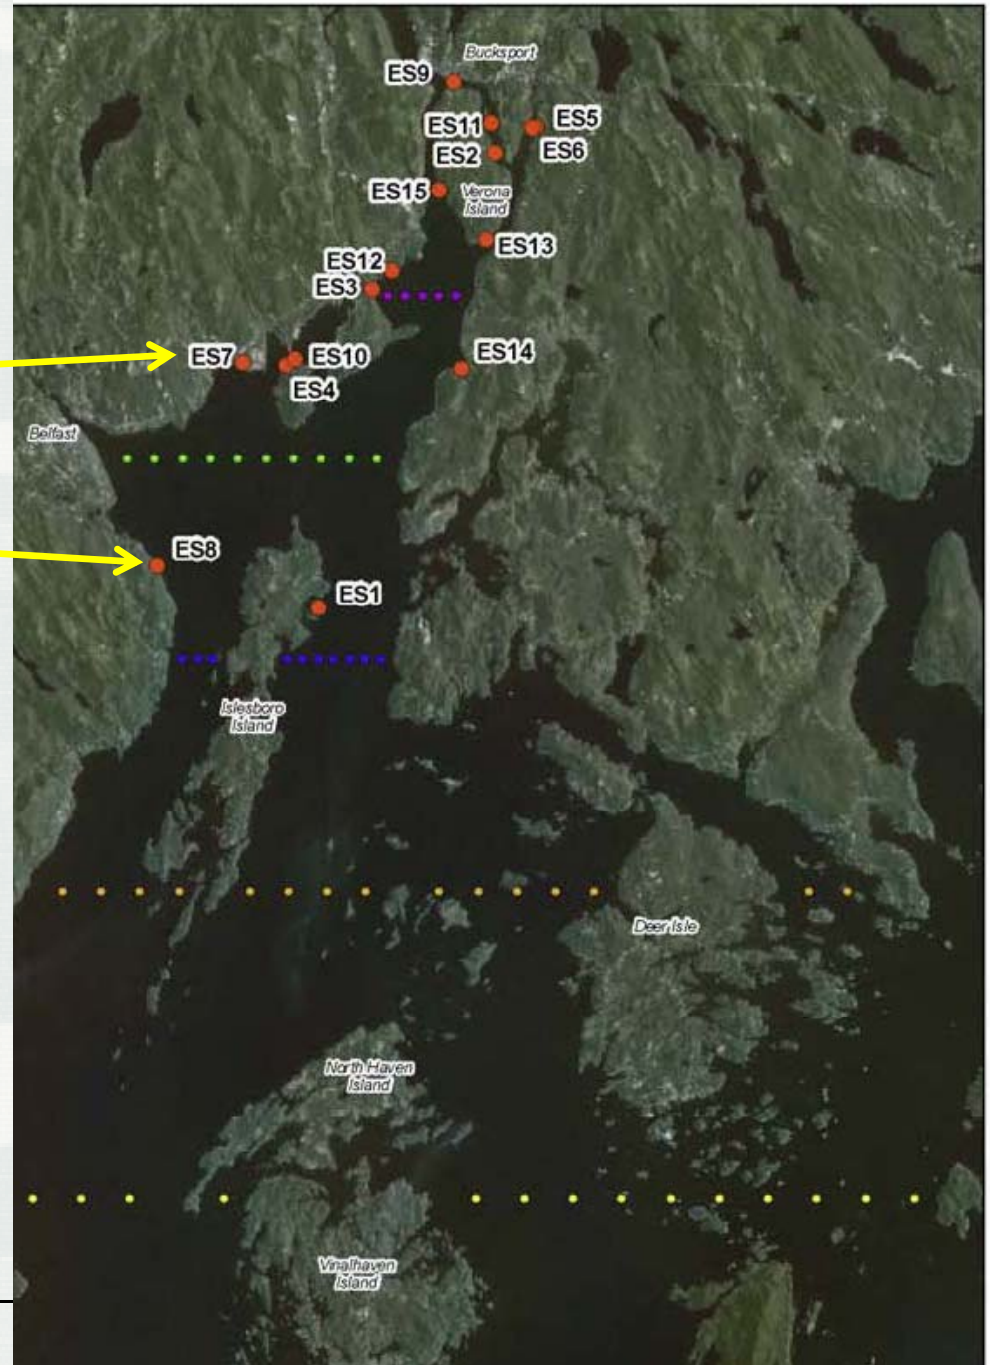 Bucksport
ES9
ES11
ES5
ES2
ES6
ES15
Verona
Island
ES13
ES12
ES3
ES7
ES10
ES14
ES4
Belfast
ES8
ES1
Islesboro
Island
Deer Isle
North Haven
Island
Vinalhaven
Island